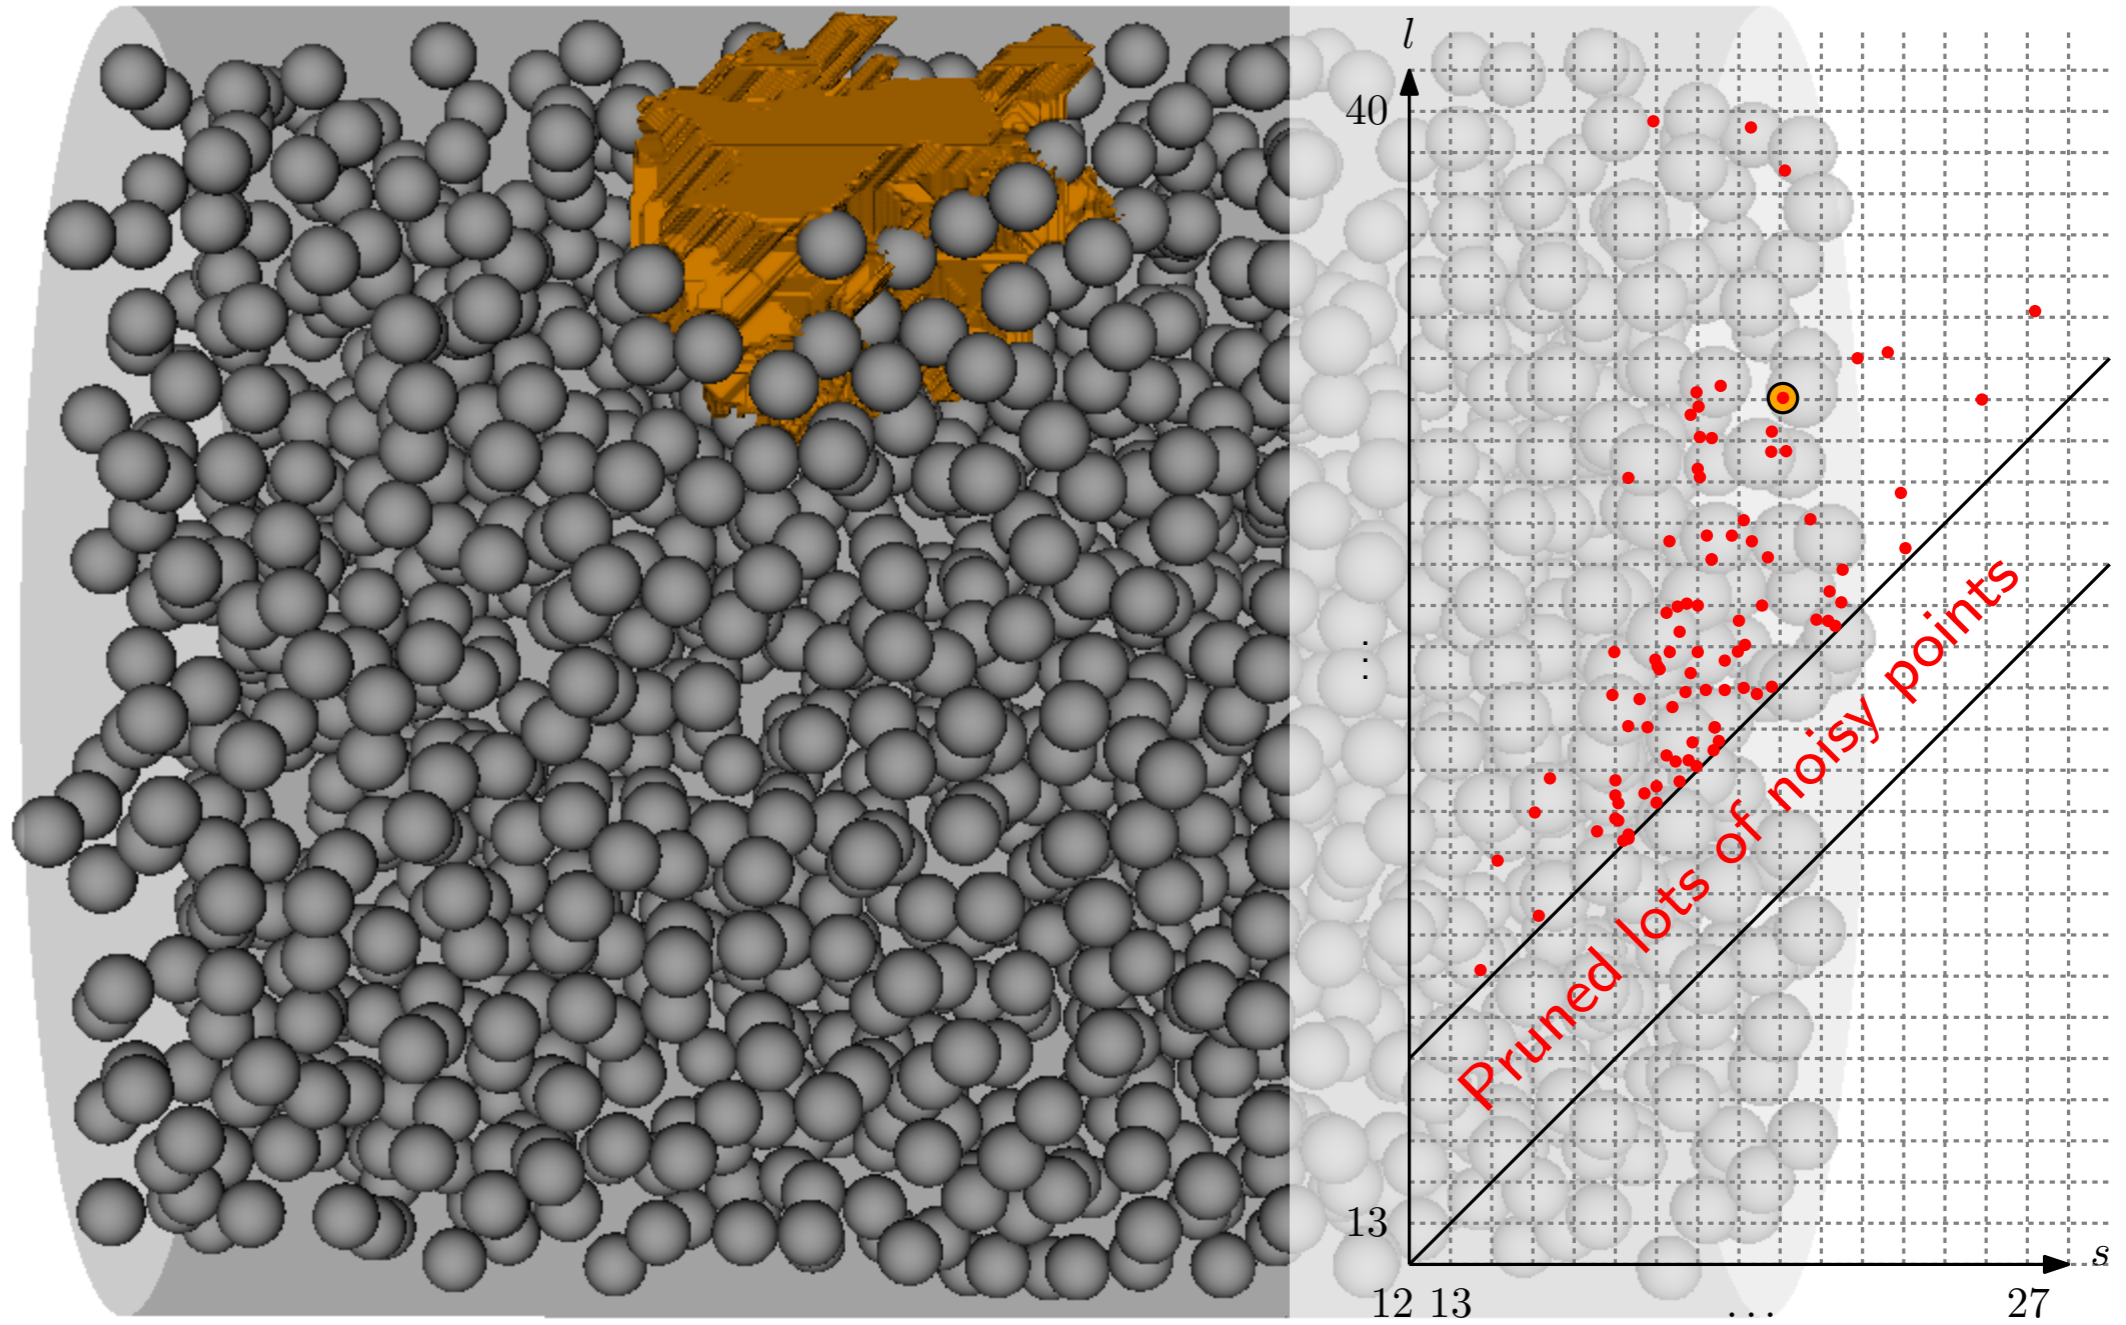 l
40
⋮
13
Pruned lots of noisy points
s
12 13 ... 27